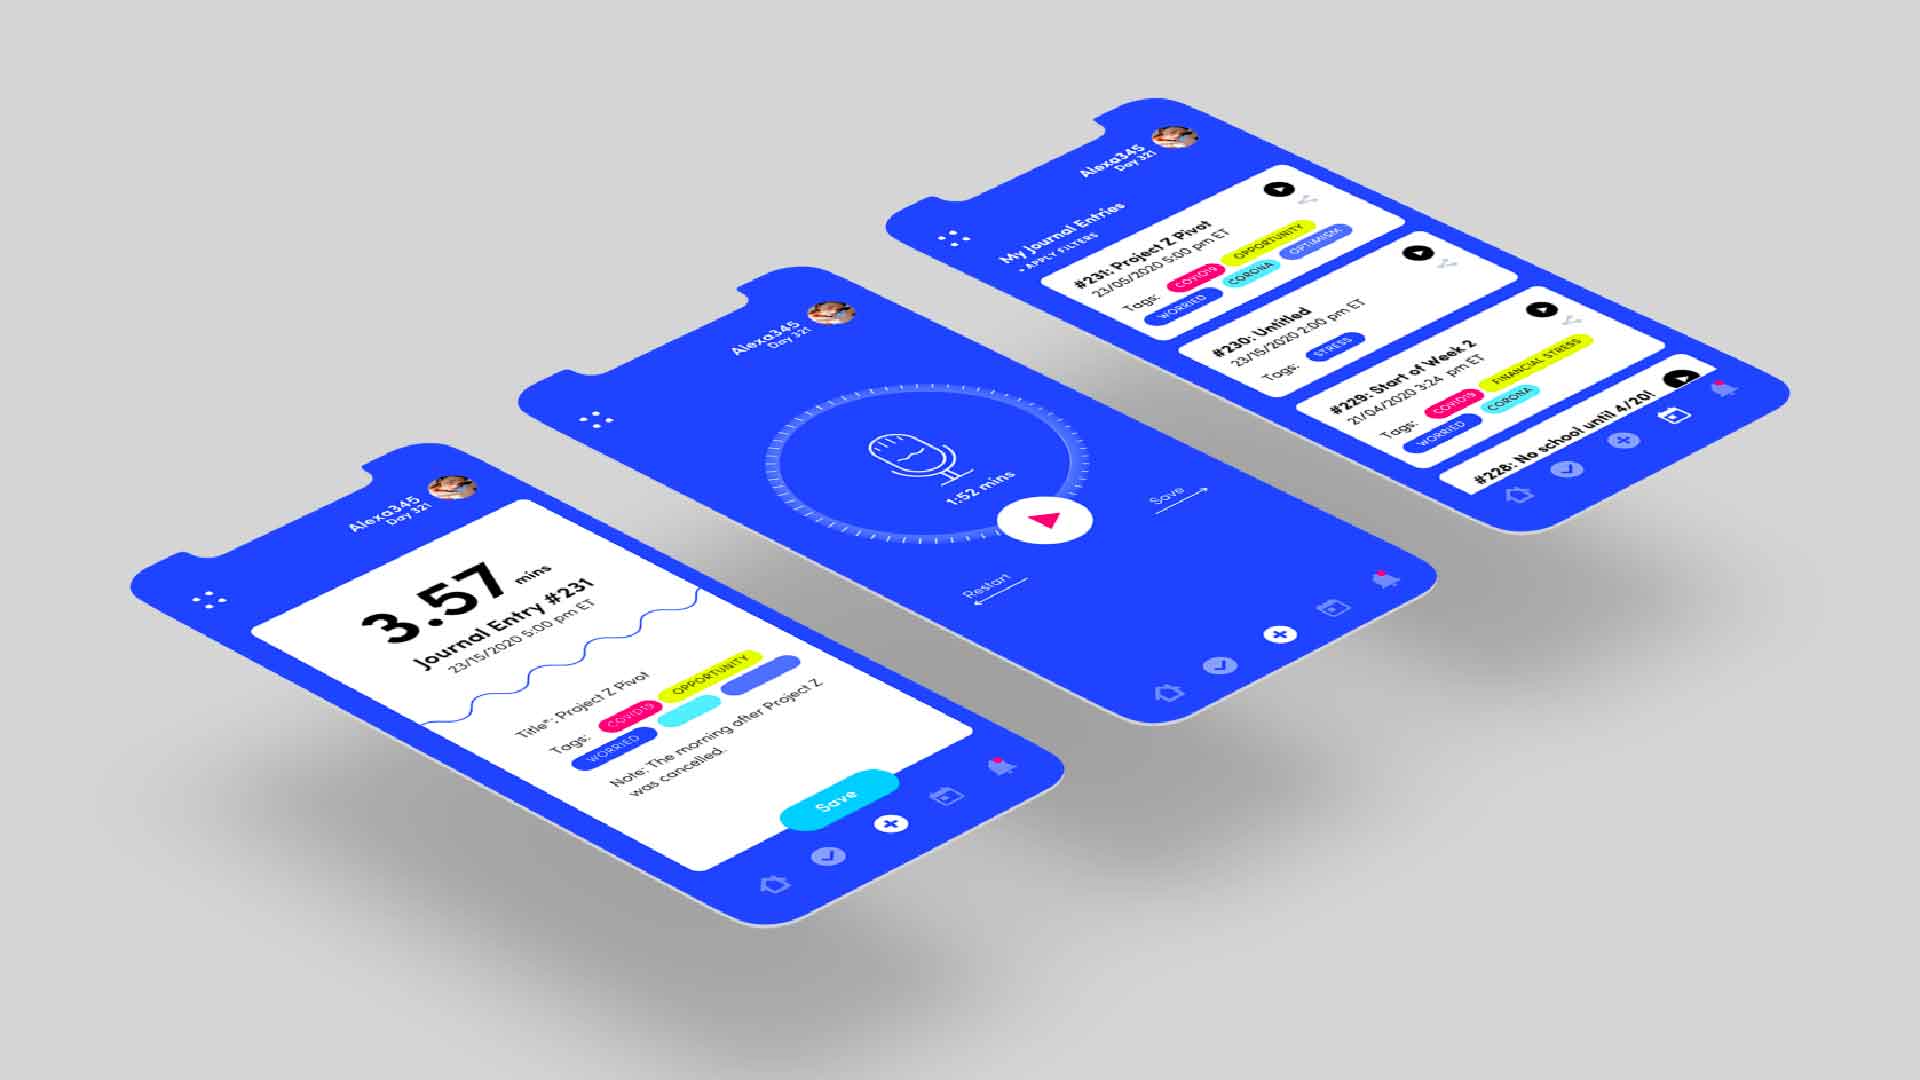 Alexa345
Day 321
3.57 mins
Journal Entry #231
23/15/2020 5:00 pm ET
Title*: Project Z Pivot
Tags: COVID19 OPPORTUNITY
WORRIED
Note: The morning after Project Z
was cancelled.
Save
Alexa345
Day 321
1:52 mins
Save
Restart
Alexa345
Day 321
My Journal Entries
• APPLY FILTERS
#231: Project Z Pivot
23/05/2020 5:00 pm ET
Tags: COVID19 OPPORTUNITY
WORRIED CORONA OPTIMISM
#230: Untitled
23/15/2020 2:00 pm ET
Tags: STRESS
#229: Start of Week 2
21/04/2020 3:24 pm ET
Tags: COVID19 FINANCIAL STRESS
WORRIED CORONA
#228: No school until 4/20!